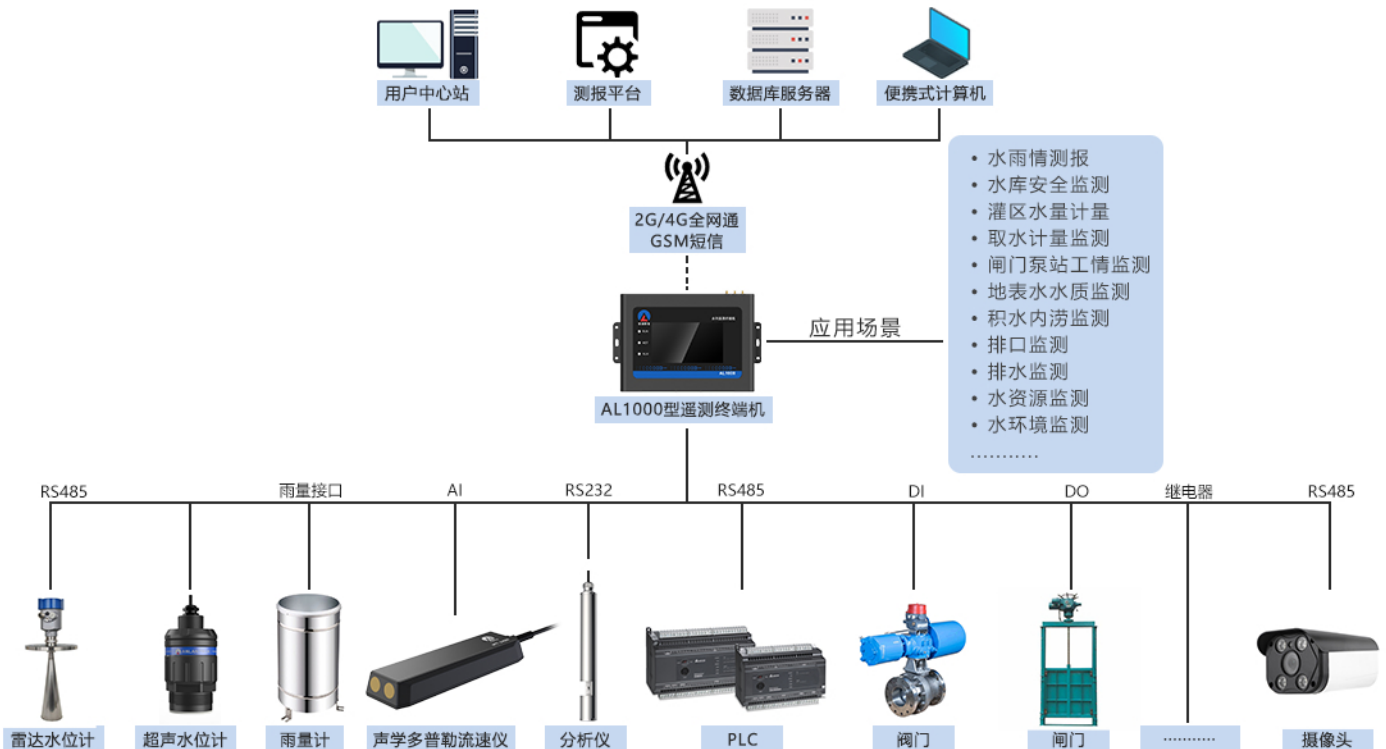 用户中心站
测报平台
数据库服务器
便携式计算机
2G/4G全网通
GSM短信
• 水雨情测报
• 水库安全监测
• 灌区水量计量
• 取水计量监测
• 闸门泵站工情监测
• 地表水水质监测
• 积水内涝监测
• 排口监测
• 排水监测
• 水资源监测
• 水环境监测
...........
应用场景
AL1000
AL1000型遥测终端机
RS485
雨量接口
AI
RS232
RS485
DI
DO
继电器
RS485
雷达水位计
超声水位计
雨量计
声学多普勒流速仪
分析仪
PLC
阀门
闸门
...........
摄像头